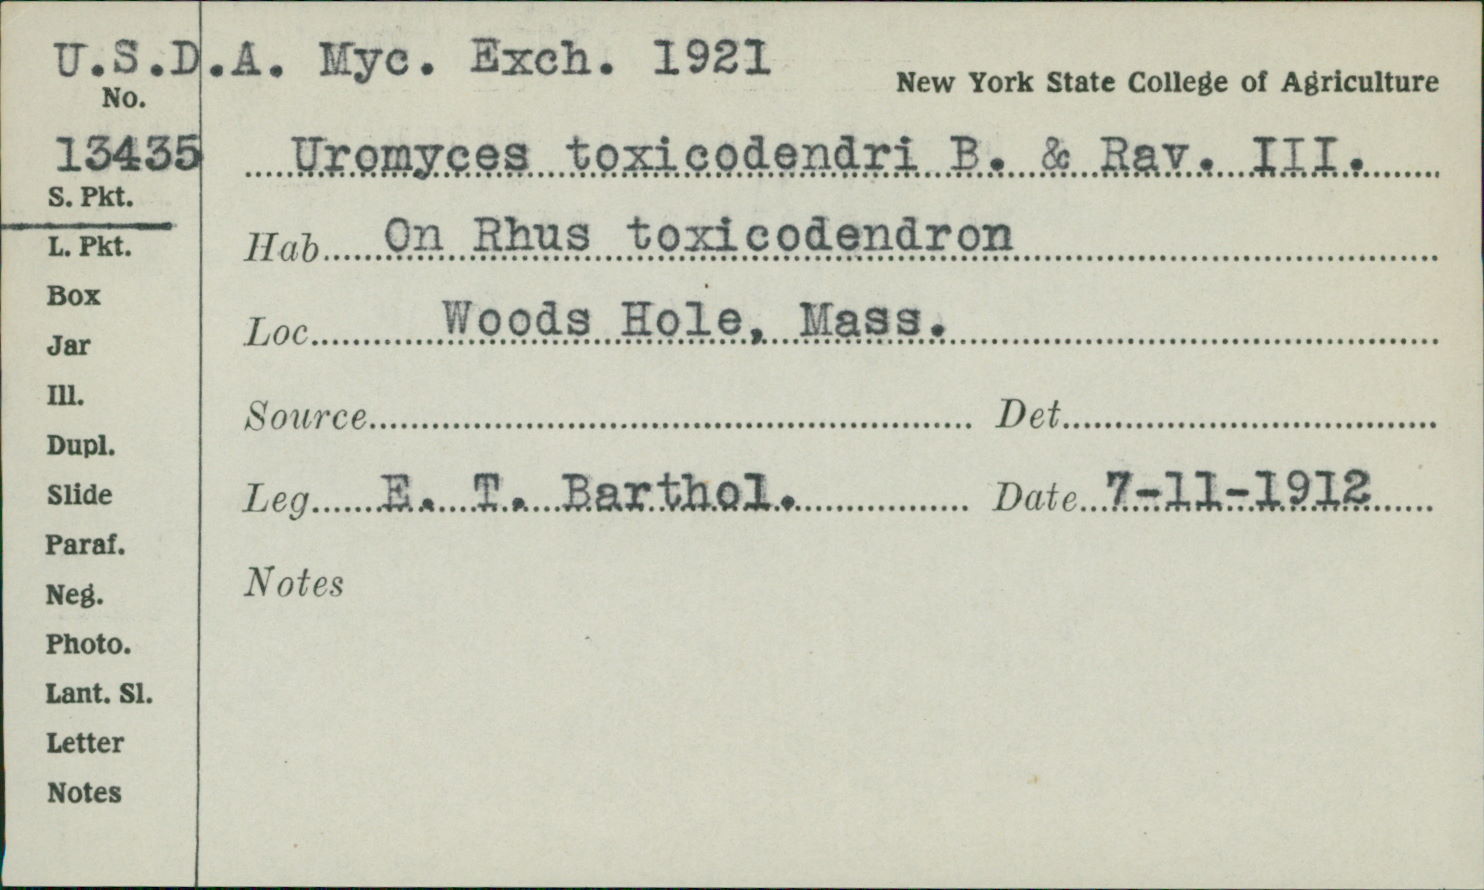 U.S.D.A. Myc. Exch. 1921
New York State College of Agriculture
No.
13435
Uromyces toxicodendri B. & Rav. III.
S. Pkt.
L. Pkt.
Hab. On Rhus toxicodendron
Box
Loc. Woods Hole, Mass.
Jar
Ill.
Source Det.
Dupl.
Slide
Leg. E. T. Barthol. Date 7-11-1912
Paraf.
Neg.
Notes
Photo.
Lant. Sl.
Letter
Notes